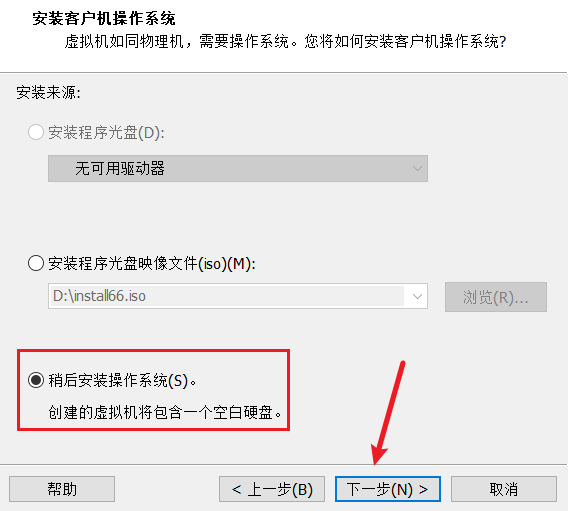 安装客户机操作系统
虚拟机如同物理机，需要操作系统。您将如何安装客户机操作系统?
安装来源:
安装程序光盘(D):
无可用驱动器
安装程序光盘映像文件(iso)(M):
D:\install66.iso
浏览(R)...
稍后安装操作系统(S)。
创建的虚拟机将包含一个空白硬盘。
帮助
< 上一步(B)
下一步(N) >
取消